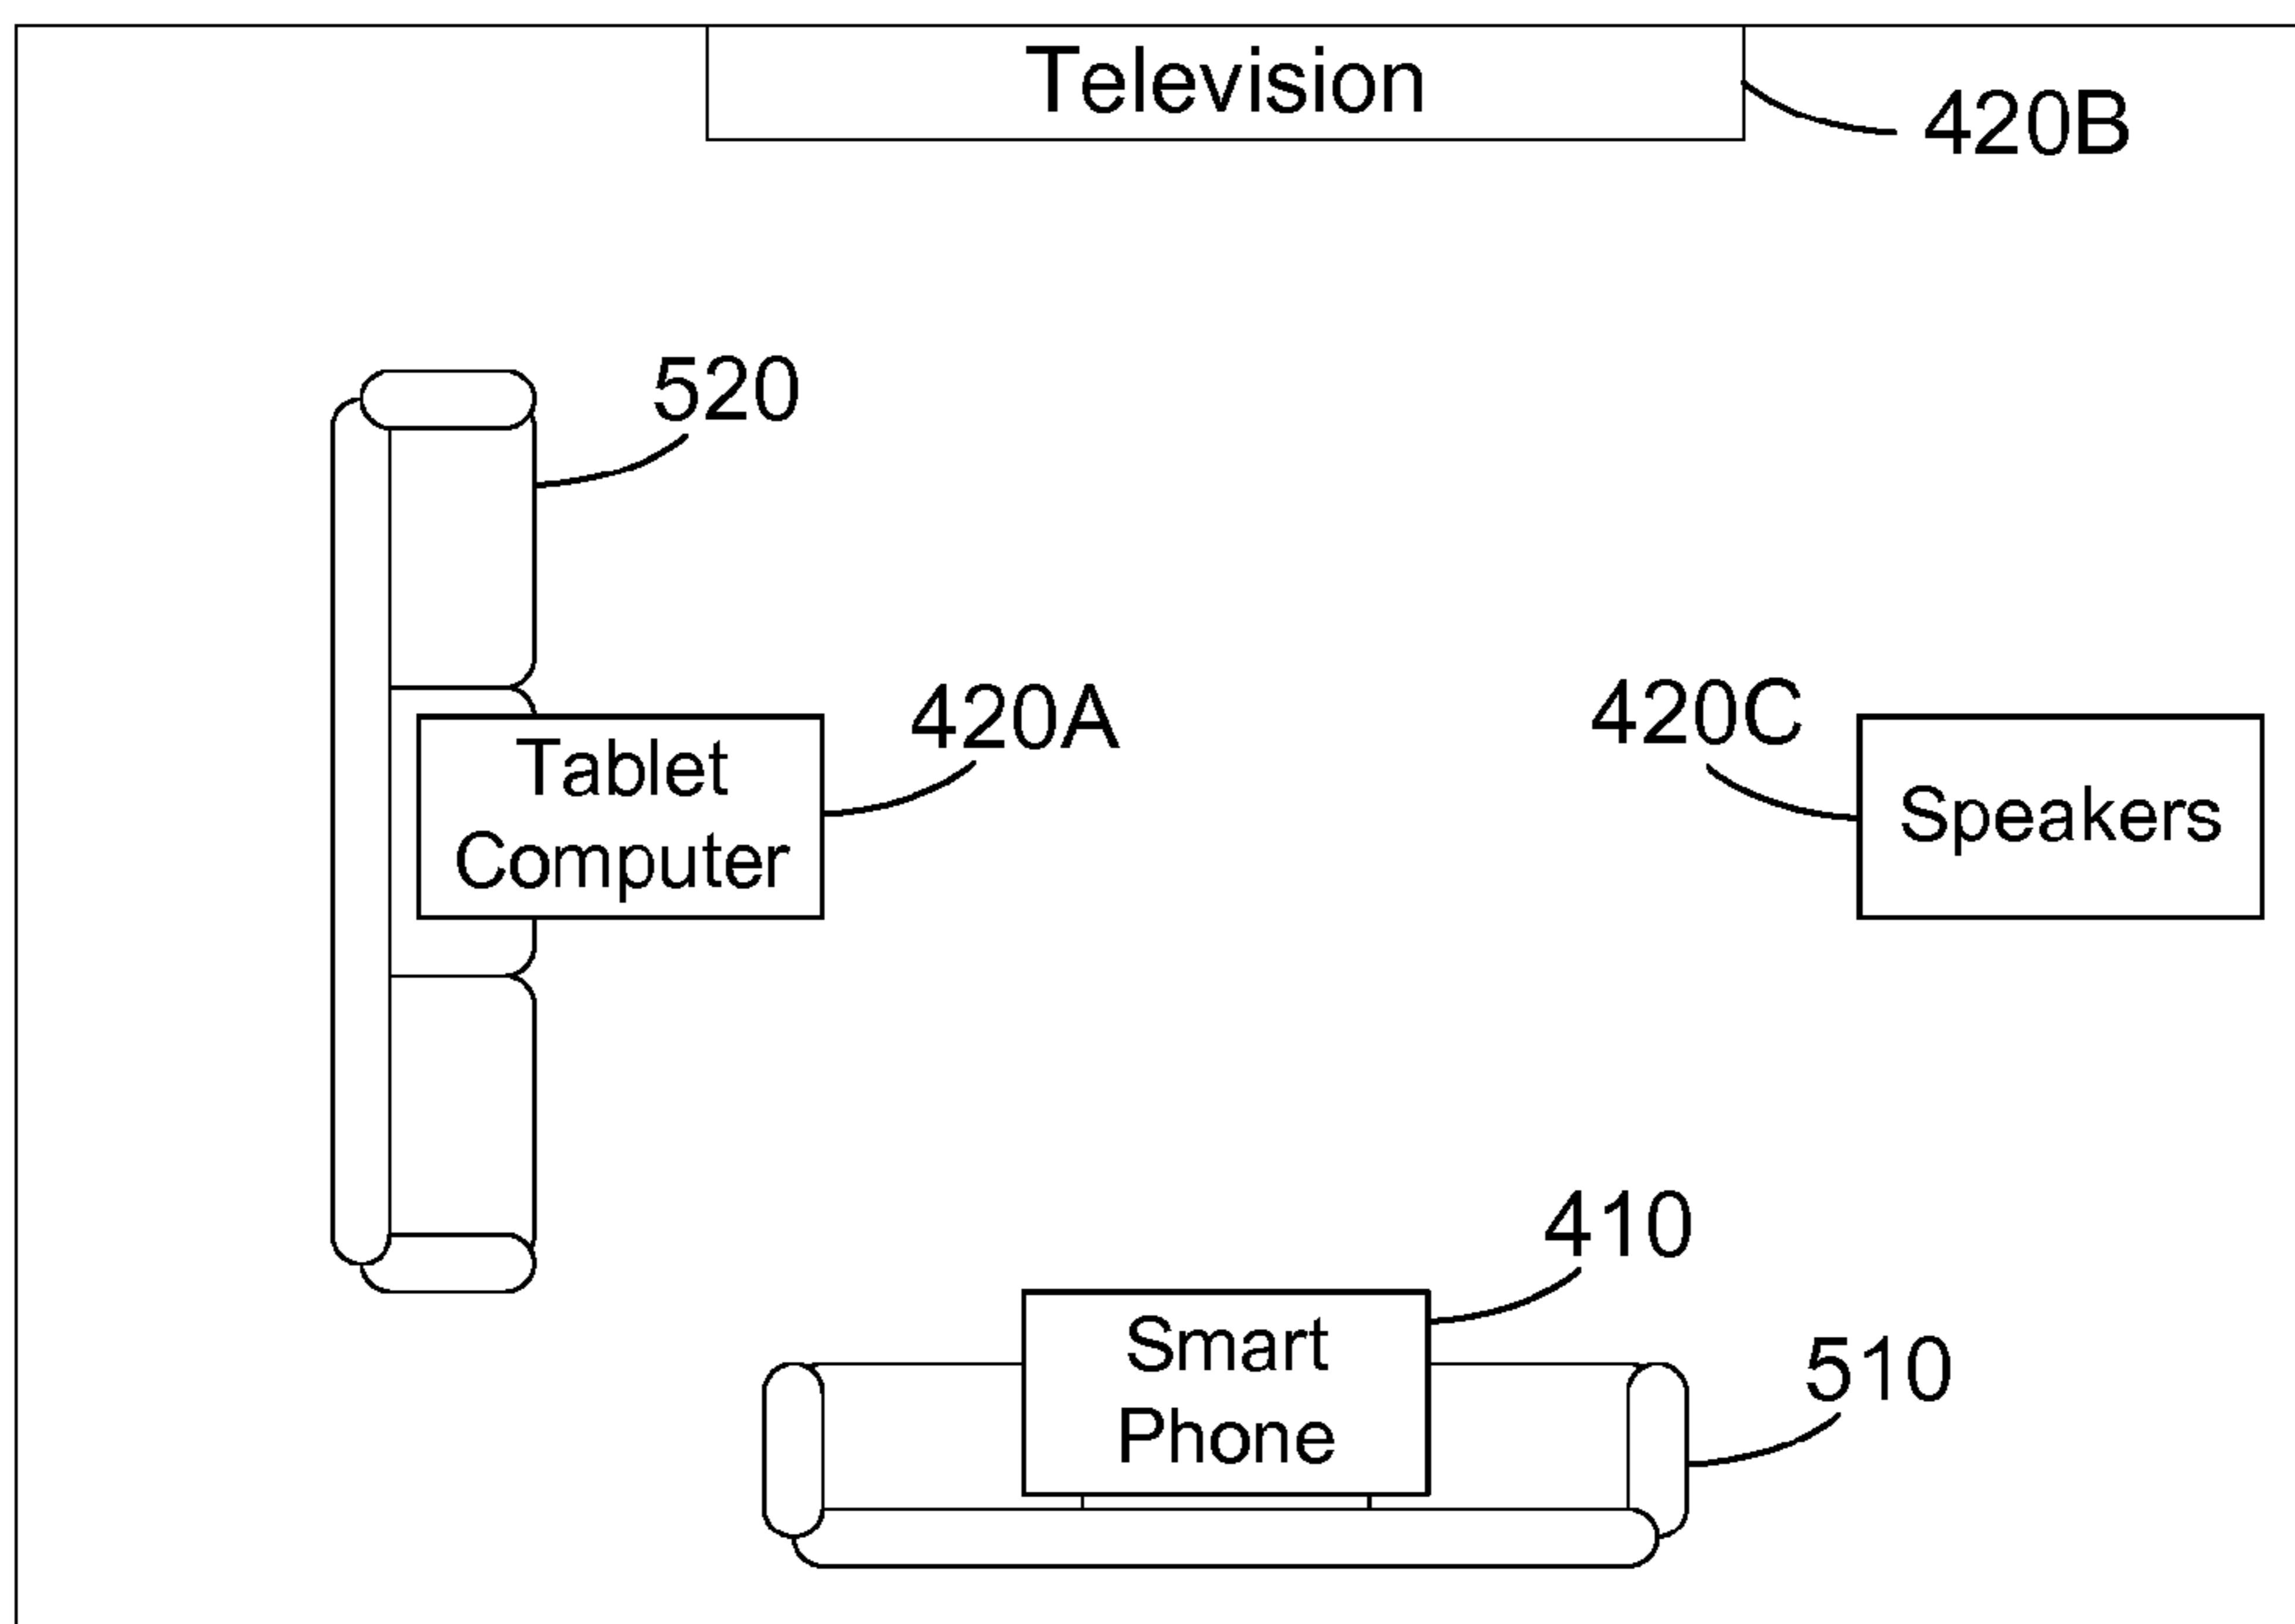 Television
420B
520
420A
420C
Tablet
Computer
Speakers
410
Smart
Phone
510